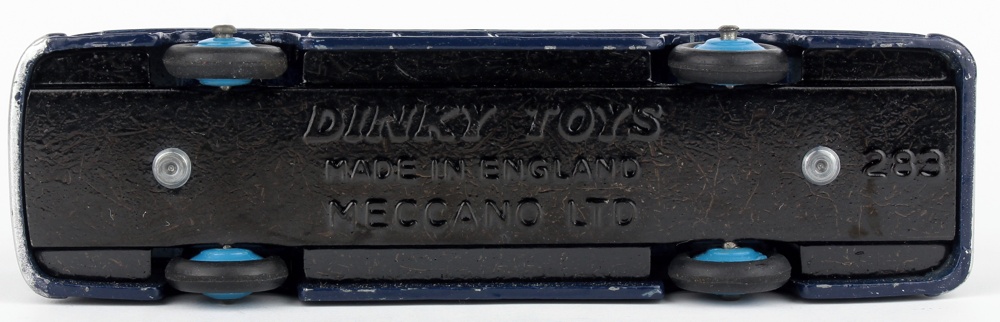 DINKY TOYS
MADE IN ENGLAND 283
MECCANO LTD